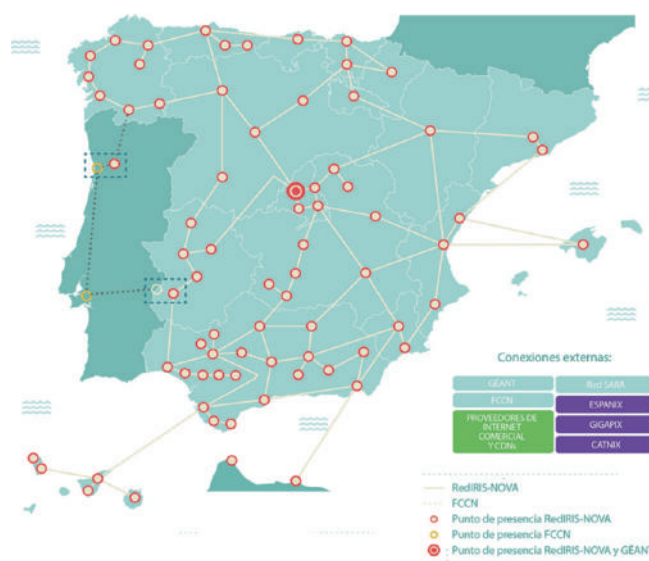 Conexiones externas:
GÉANT
Red SARA
FCCN
ESPANIX
PROVEEDORES DE
INTERNET
COMERCIAL
Y CDNs
GIGAPIX
CATNIX
RedIRIS-NOVA
FCCN
Punto de presencia RedIRIS-NOVA
Punto de presencia FCCN
Punto de presencia RedIRIS-NOVA y GÉANT